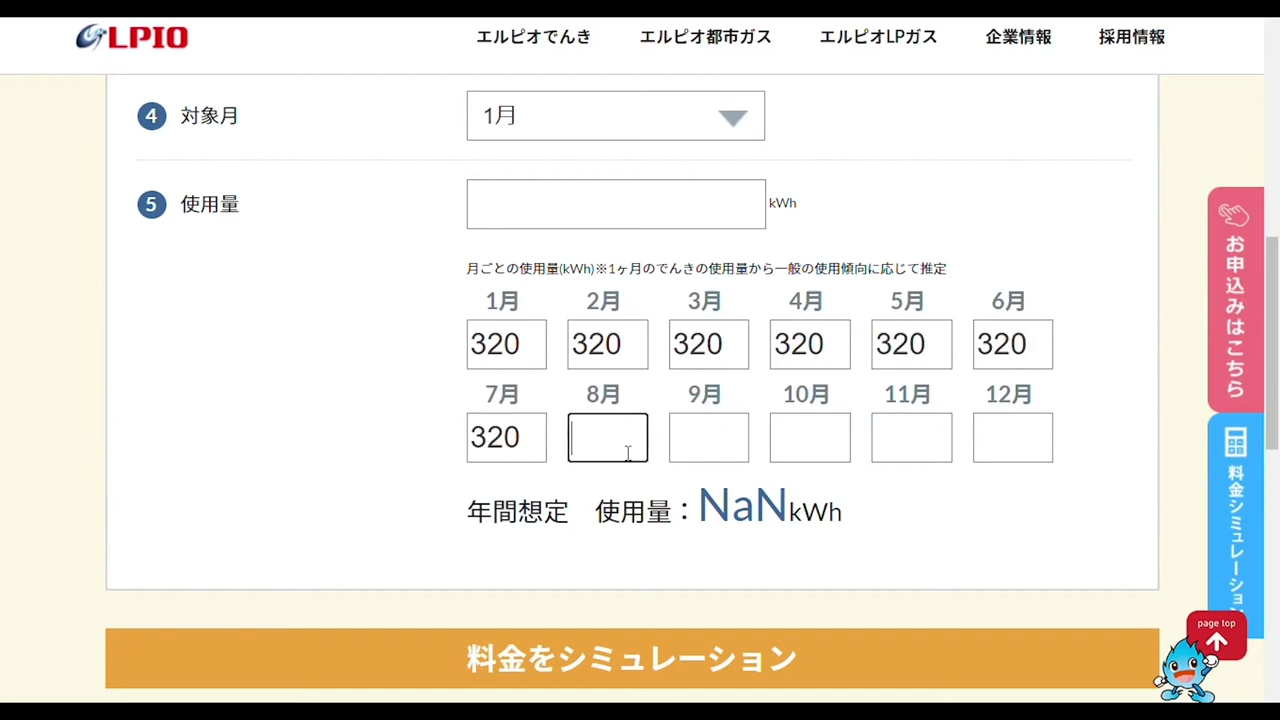 LPIO
エルピオでんき エルピオ都市ガス エルピオLPガス 企業情報 採用情報
4 対象月 1月
5 使用量 kWh
月ごとの使用量(kWh)※1ヶ月のでんきの使用量から一般の使用傾向に応じて推定
1月 2月 3月 4月 5月 6月
320 320 320 320 320 320
7月 8月 9月 10月 11月 12月
320
年間想定 使用量：NaNkWh
料金をシミュレーション
お申込みはこちら
料金シミュレーション
page top